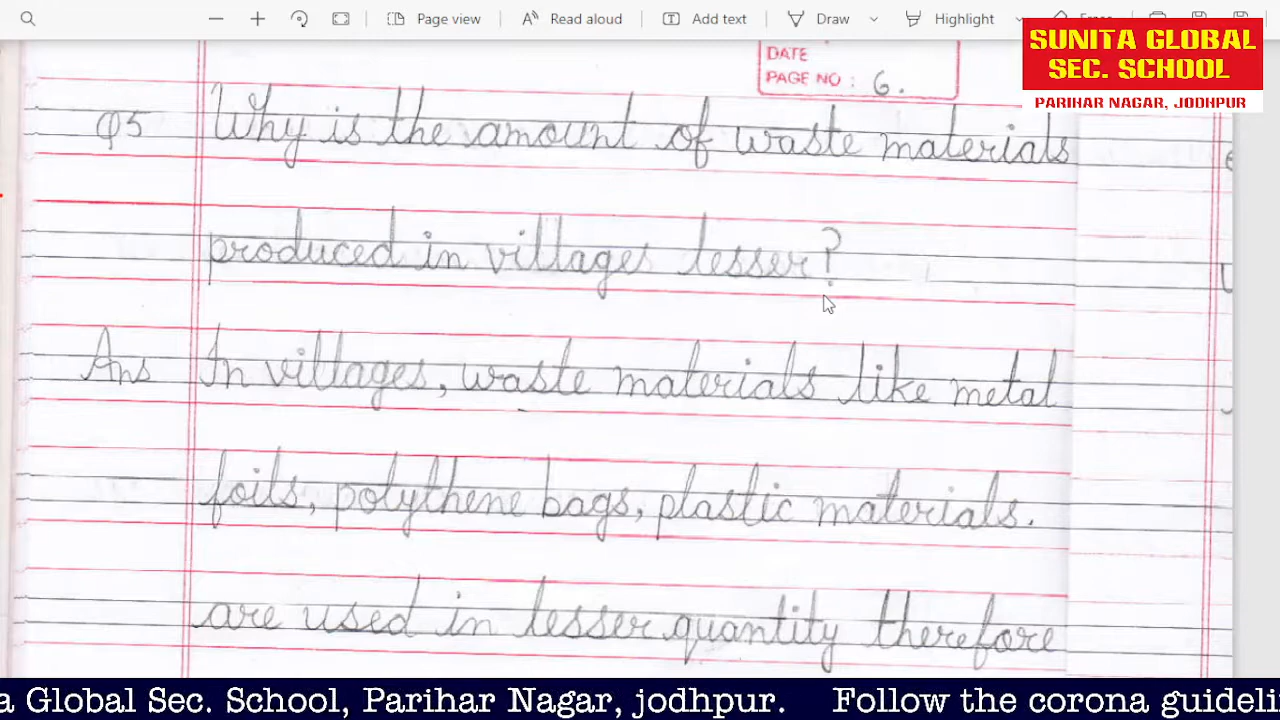 Page view
Read aloud
Add text
Draw
Highlight
SUNITA GLOBAL
SEC. SCHOOL
PARIHAR NAGAR, JODHPUR
DATE
PAGE NO : 6.
Q5 Why is the amount of waste materials
produced in villages lesser?
Ans In villages, waste materials like metal
foils, polythene bags, plastic materials.
are used in lesser quantity therefore
a Global Sec. School, Parihar Nagar, jodhpur. Follow the corona guideli